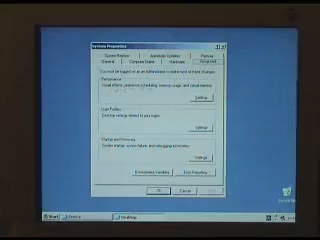 System Properties
System Restore Automatic Updates Remote
General Computer Name Hardware Advanced
You must be logged on as an Administrator to make most of these changes.
Performance
Visual effects, processor scheduling, memory usage, and virtual memory
Settings
User Profiles
Desktop settings related to your logon
Settings
Startup and Recovery
System startup, system failure, and debugging information
Settings
Environment Variables Error Reporting
OK Cancel
Start